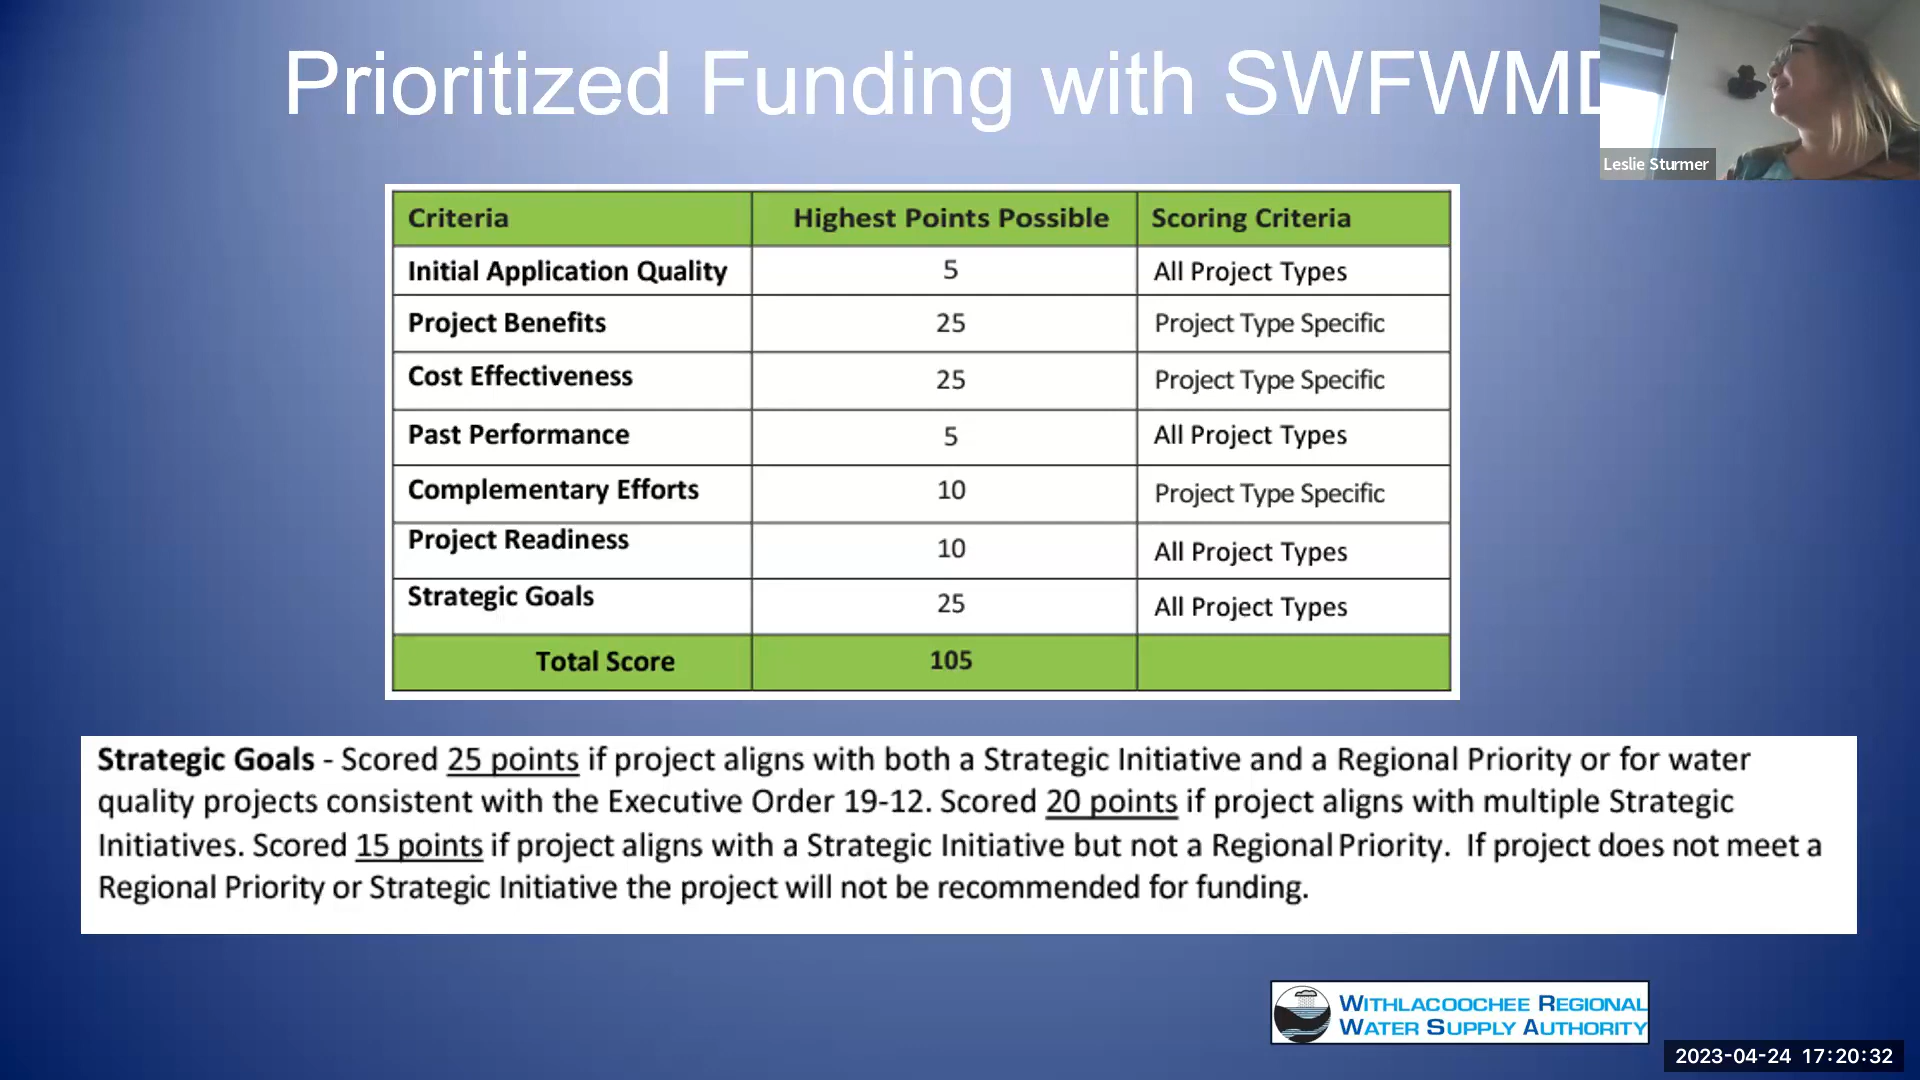 Prioritized Funding with SWFWMD
Leslie Sturmer
Criteria Highest Points Possible Scoring Criteria
Initial Application Quality 5 All Project Types
Project Benefits 25 Project Type Specific
Cost Effectiveness 25 Project Type Specific
Past Performance 5 All Project Types
Complementary Efforts 10 Project Type Specific
Project Readiness 10 All Project Types
Strategic Goals 25 All Project Types
Total Score 105
Strategic Goals - Scored 25 points if project aligns with both a Strategic Initiative and a Regional Priority or for water
quality projects consistent with the Executive Order 19-12. Scored 20 points if project aligns with multiple Strategic
Initiatives. Scored 15 points if project aligns with a Strategic Initiative but not a Regional Priority. If project does not meet a
Regional Priority or Strategic Initiative the project will not be recommended for funding.
WITHLACOOCHEE REGIONAL
WATER SUPPLY AUTHORITY
2023-04-24 17:20:32